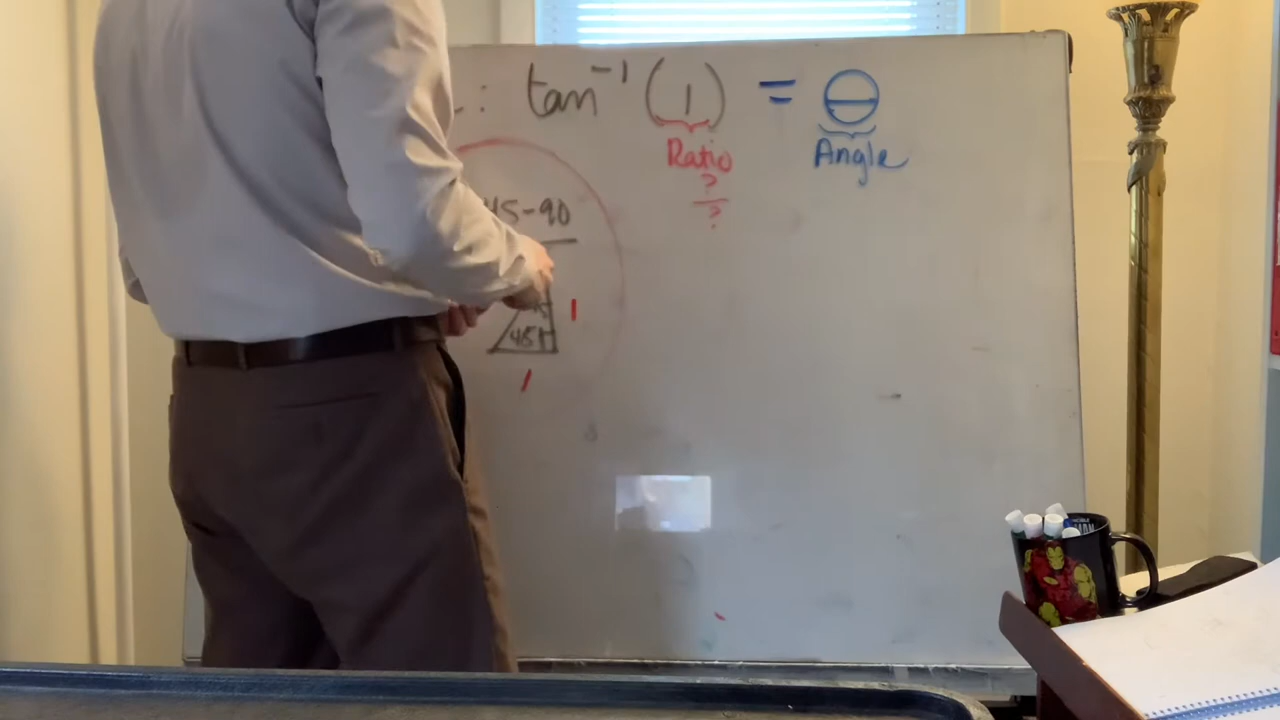 : tan⁻¹ (1) = θ
Ratio
?
?
Angle
45-90
1
45
1